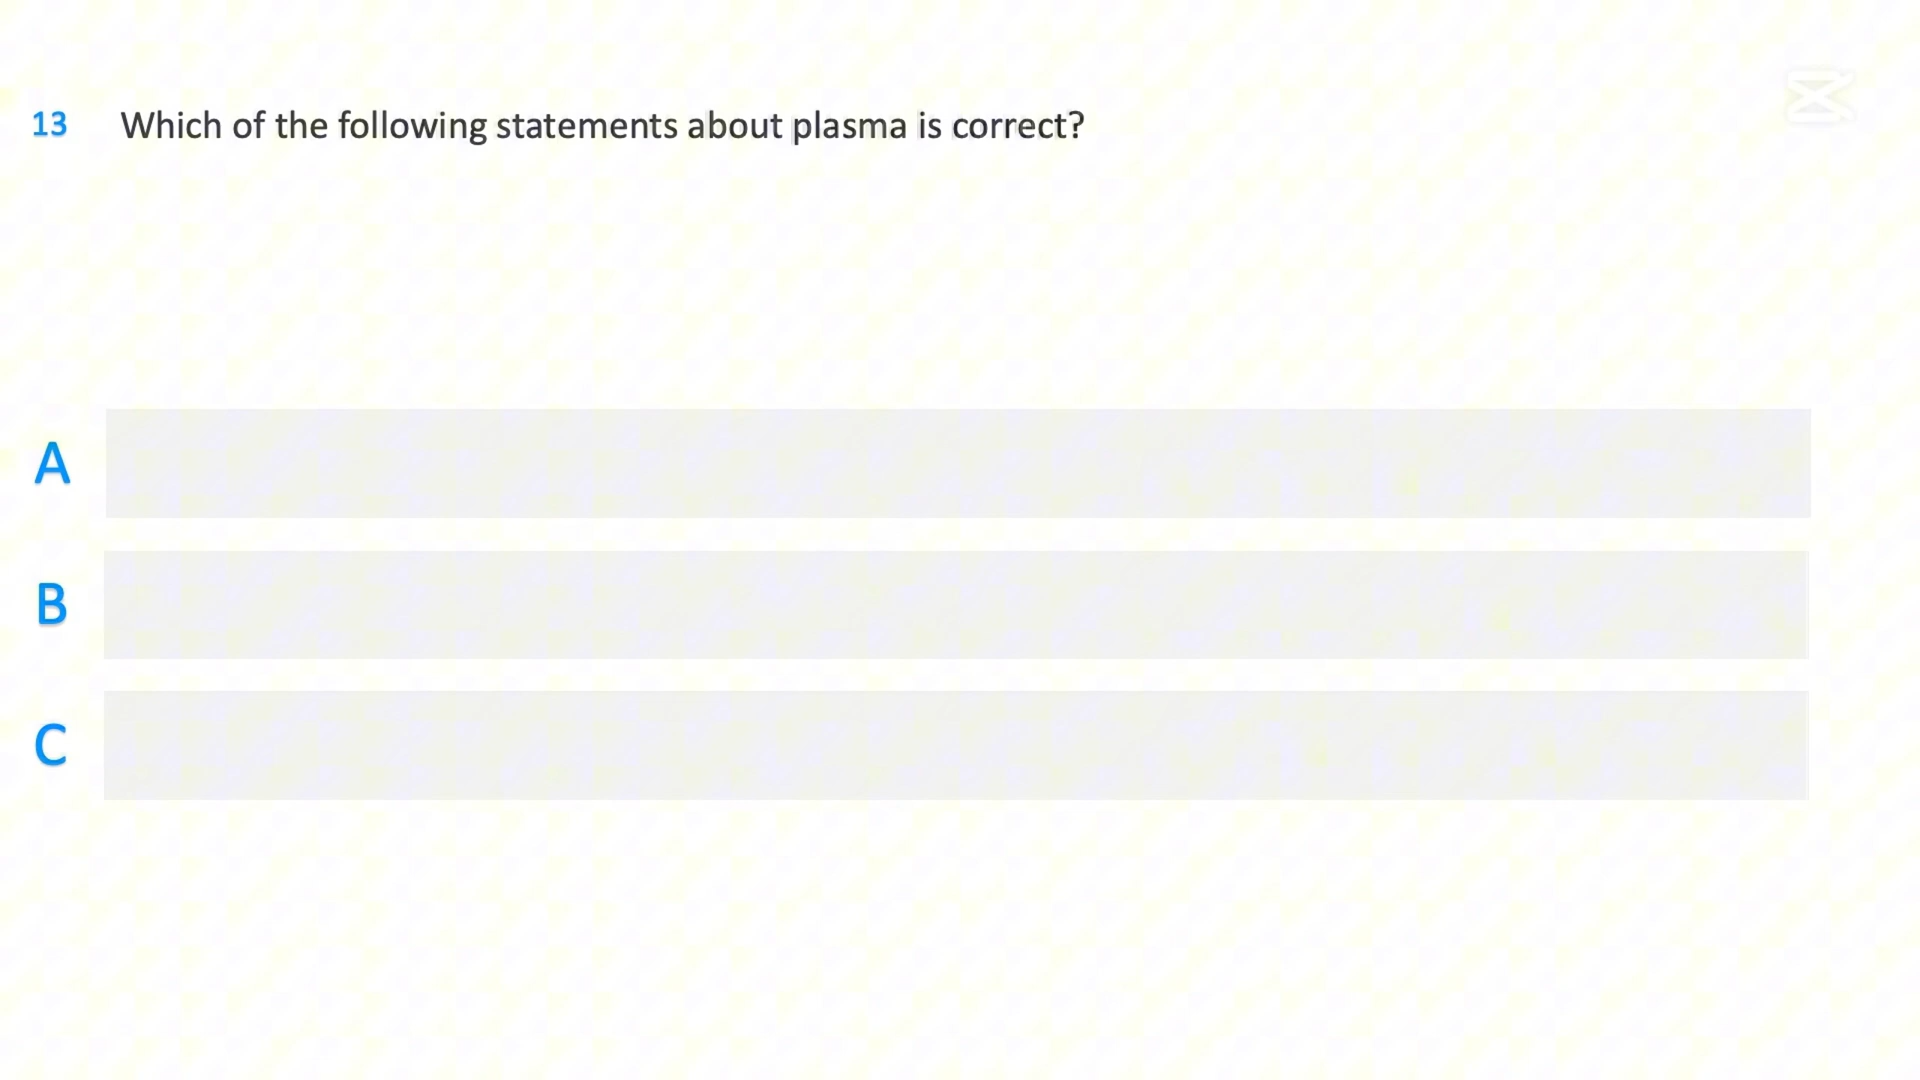 13 Which of the following statements about plasma is correct?
A
B
C